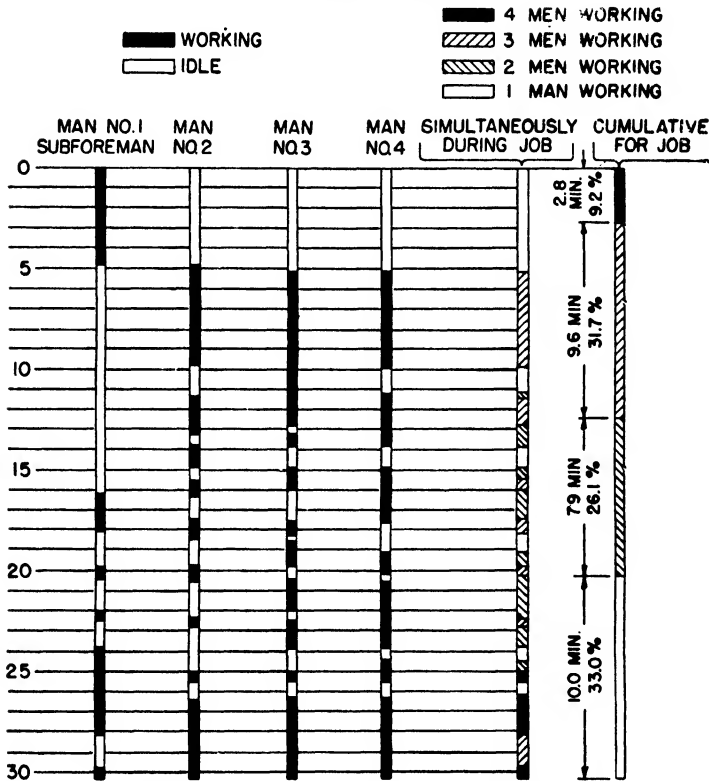 WORKING
IDLE
4 MEN WORKING
3 MEN WORKING
2 MEN WORKING
1 MAN WORKING
MAN NO.1
SUBFOREMAN
MAN
NO.2
MAN
NO.3
MAN
NO.4
SIMULTANEOUSLY
DURING JOB
CUMULATIVE
FOR JOB
0
5
10
15
20
25
30
2.8
MIN.
9.2 %
9.6 MIN
31.7 %
7.9 MIN
26.1 %
10.0 MIN.
33.0 %